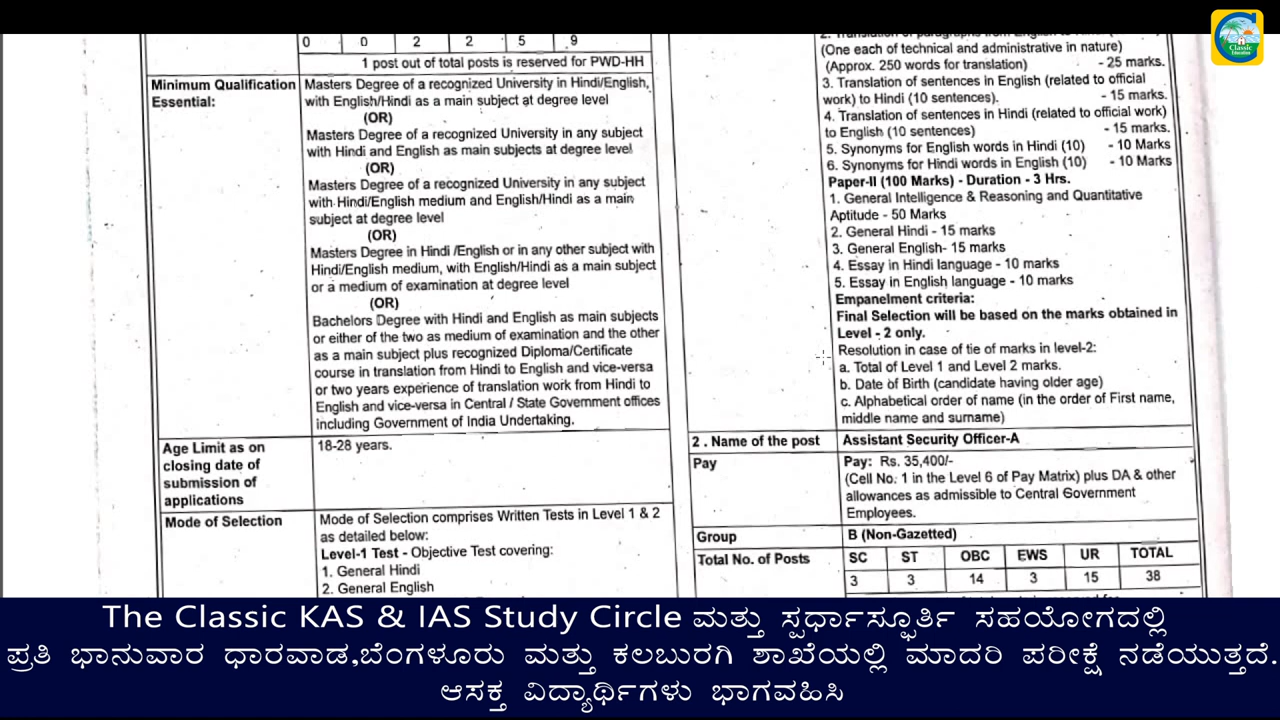 Classic
Education
0 0 2 2 5 9
1 post out of total posts is reserved for PWD-HH
Minimum Qualification Essential:
Masters Degree of a recognized University in Hindi/English,
with English/Hindi as a main subject at degree level
(OR)
Masters Degree of a recognized University in any subject
with Hindi and English as main subjects at degree level
(OR)
Masters Degree of a recognized University in any subject
with Hindi/English medium and English/Hindi as a main
subject at degree level
(OR)
Masters Degree in Hindi /English or in any other subject with
Hindi/English medium, with English/Hindi as a main subject
or a medium of examination at degree level
(OR)
Bachelors Degree with Hindi and English as main subjects
or either of the two as medium of examination and the other
as a main subject plus recognized Diploma/Certificate
course in translation from Hindi to English and vice-versa
or two years experience of translation work from Hindi to
English and vice-versa in Central / State Government offices
including Government of India Undertaking.
Age Limit as on
closing date of
submission of
applications
18-28 years.
Mode of Selection
Mode of Selection comprises Written Tests in Level 1 & 2
as detailed below:
Level-1 Test - Objective Test covering:
1. General Hindi
2. General English
(One each of technical and administrative in nature)
(Approx. 250 words for translation) - 25 marks.
3. Translation of sentences in English (related to official
work) to Hindi (10 sentences). - 15 marks.
4. Translation of sentences in Hindi (related to official work)
to English (10 sentences) - 15 marks.
5. Synonyms for English words in Hindi (10) - 10 Marks
6. Synonyms for Hindi words in English (10) - 10 Marks
Paper-II (100 Marks) - Duration - 3 Hrs.
1. General Intelligence & Reasoning and Quantitative
Aptitude - 50 Marks
2. General Hindi - 15 marks
3. General English- 15 marks
4. Essay in Hindi language - 10 marks
5. Essay in English language - 10 marks
Empanelment criteria:
Final Selection will be based on the marks obtained in
Level - 2 only.
Resolution in case of tie of marks in level-2:
a. Total of Level 1 and Level 2 marks.
b. Date of Birth (candidate having older age)
c. Alphabetical order of name (in the order of First name,
middle name and surname)
2 . Name of the post Assistant Security Officer-A
Pay
Pay: Rs. 35,400/-
(Cell No. 1 in the Level 6 of Pay Matrix) plus DA & other
allowances as admissible to Central Government
Employees.
Group B (Non-Gazetted)
Total No. of Posts SC ST OBC EWS UR TOTAL
3 3 14 3 15 38
The Classic KAS & IAS Study Circle ಮತ್ತು ಸ್ಪರ್ಧಾಸ್ಫೂರ್ತಿ ಸಹಯೋಗದಲ್ಲಿ
ಪ್ರತಿ ಭಾನುವಾರ ಧಾರವಾಡ,ಬೆಂಗಳೂರು ಮತ್ತು ಕಲಬುರಗಿ ಶಾಖೆಯಲ್ಲಿ ಮಾದರಿ ಪರೀಕ್ಷೆ ನಡೆಯುತ್ತದೆ.
ಆಸಕ್ತ ವಿದ್ಯಾರ್ಥಿಗಳು ಭಾಗವಹಿಸಿ